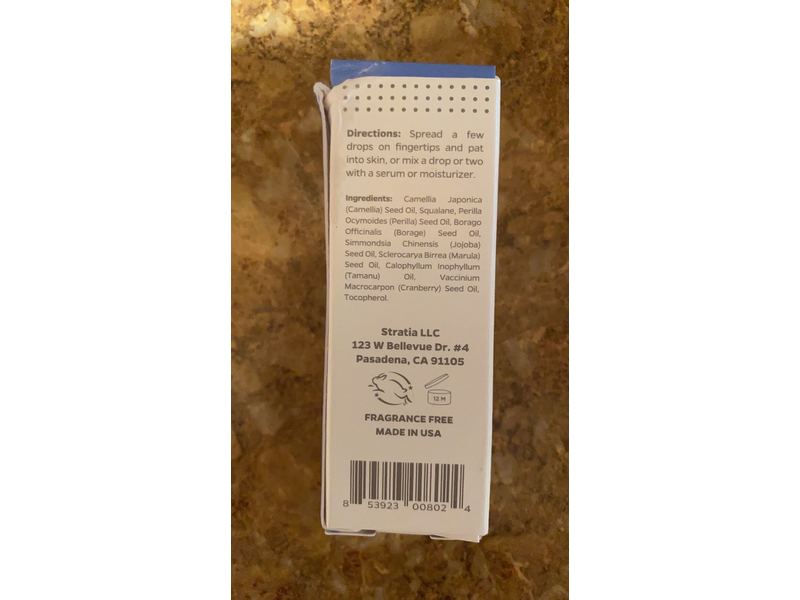 Directions: Spread a few
drops on fingertips and pat
into skin, or mix a drop or two
with a serum or moisturizer.
Ingredients: Camellia Japonica
(Camellia) Seed Oil, Squalane, Perilla
Ocymoides (Perilla) Seed Oil, Borago
Officinalis (Borage) Seed Oil,
Simmondsia Chinensis (Jojoba)
Seed Oil, Sclerocarya Birrea (Marula)
Seed Oil, Calophyllum Inophyllum
(Tamanu) Oil, Vaccinium
Macrocarpon (Cranberry) Seed Oil,
Tocopherol.
Stratia LLC
123 W Bellevue Dr. #4
Pasadena, CA 91105
12 M
FRAGRANCE FREE
MADE IN USA
8 53923 00802 4